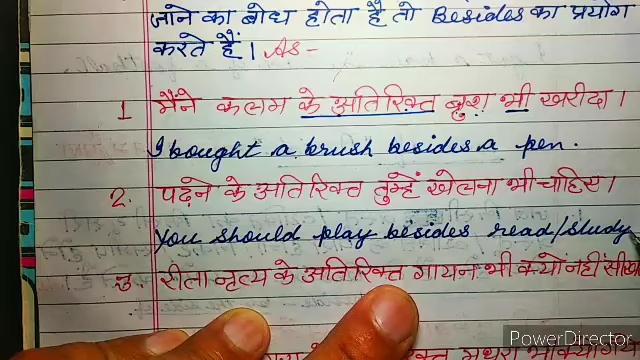 जाने का बोध होता है तो Besides का प्रयोग
करते हैं। As -
1 मैंने कलम के अतिरिक्त ब्रुश भी खरीदा।
I bought a brush besides a pen.
2. पढ़ने के अतिरिक्त तुम्हें खेलना भी चाहिए।
You should play besides read/study
3. रीता नृत्य के अतिरिक्त गायन भी क्यों नहीं
PowerDirector